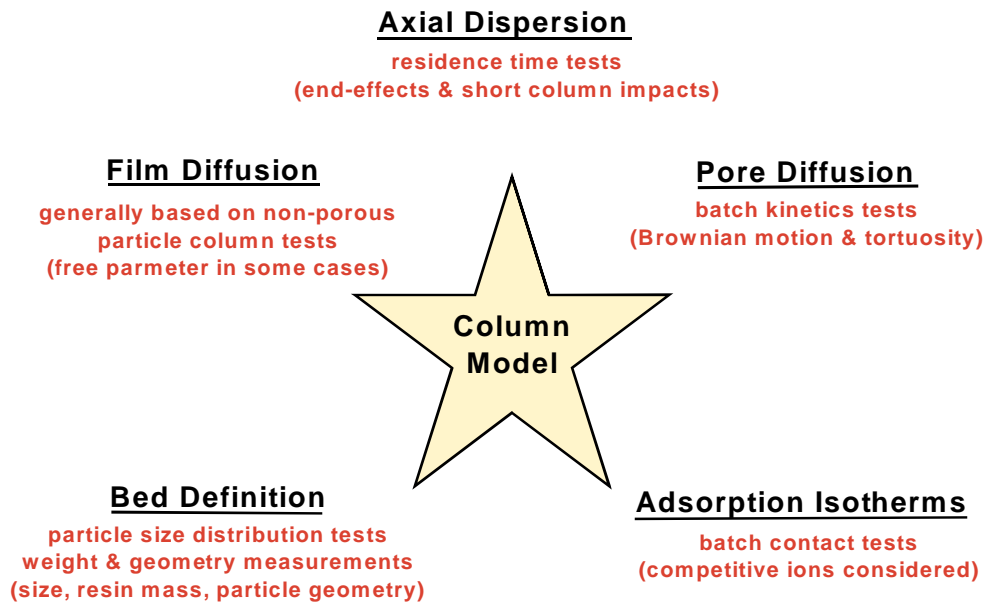 Axial Dispersion
residence time tests
(end-effects & short column impacts)
Film Diffusion
generally based on non-porous
particle column tests
(free parmeter in some cases)
Pore Diffusion
batch kinetics tests
(Brownian motion & tortuosity)
Column
Model
Bed Definition
particle size distribution tests
weight & geometry measurements
(size, resin mass, particle geometry)
Adsorption Isotherms
batch contact tests
(competitive ions considered)